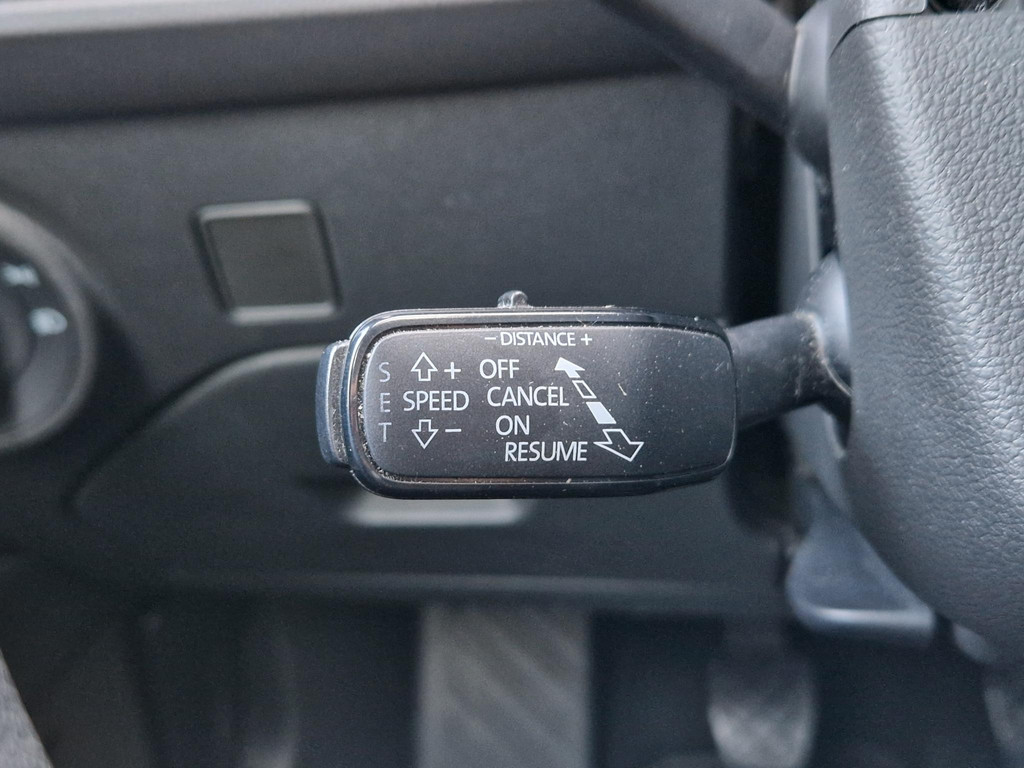 − DISTANCE +
S + OFF
E SPEED CANCEL
T − ON
RESUME